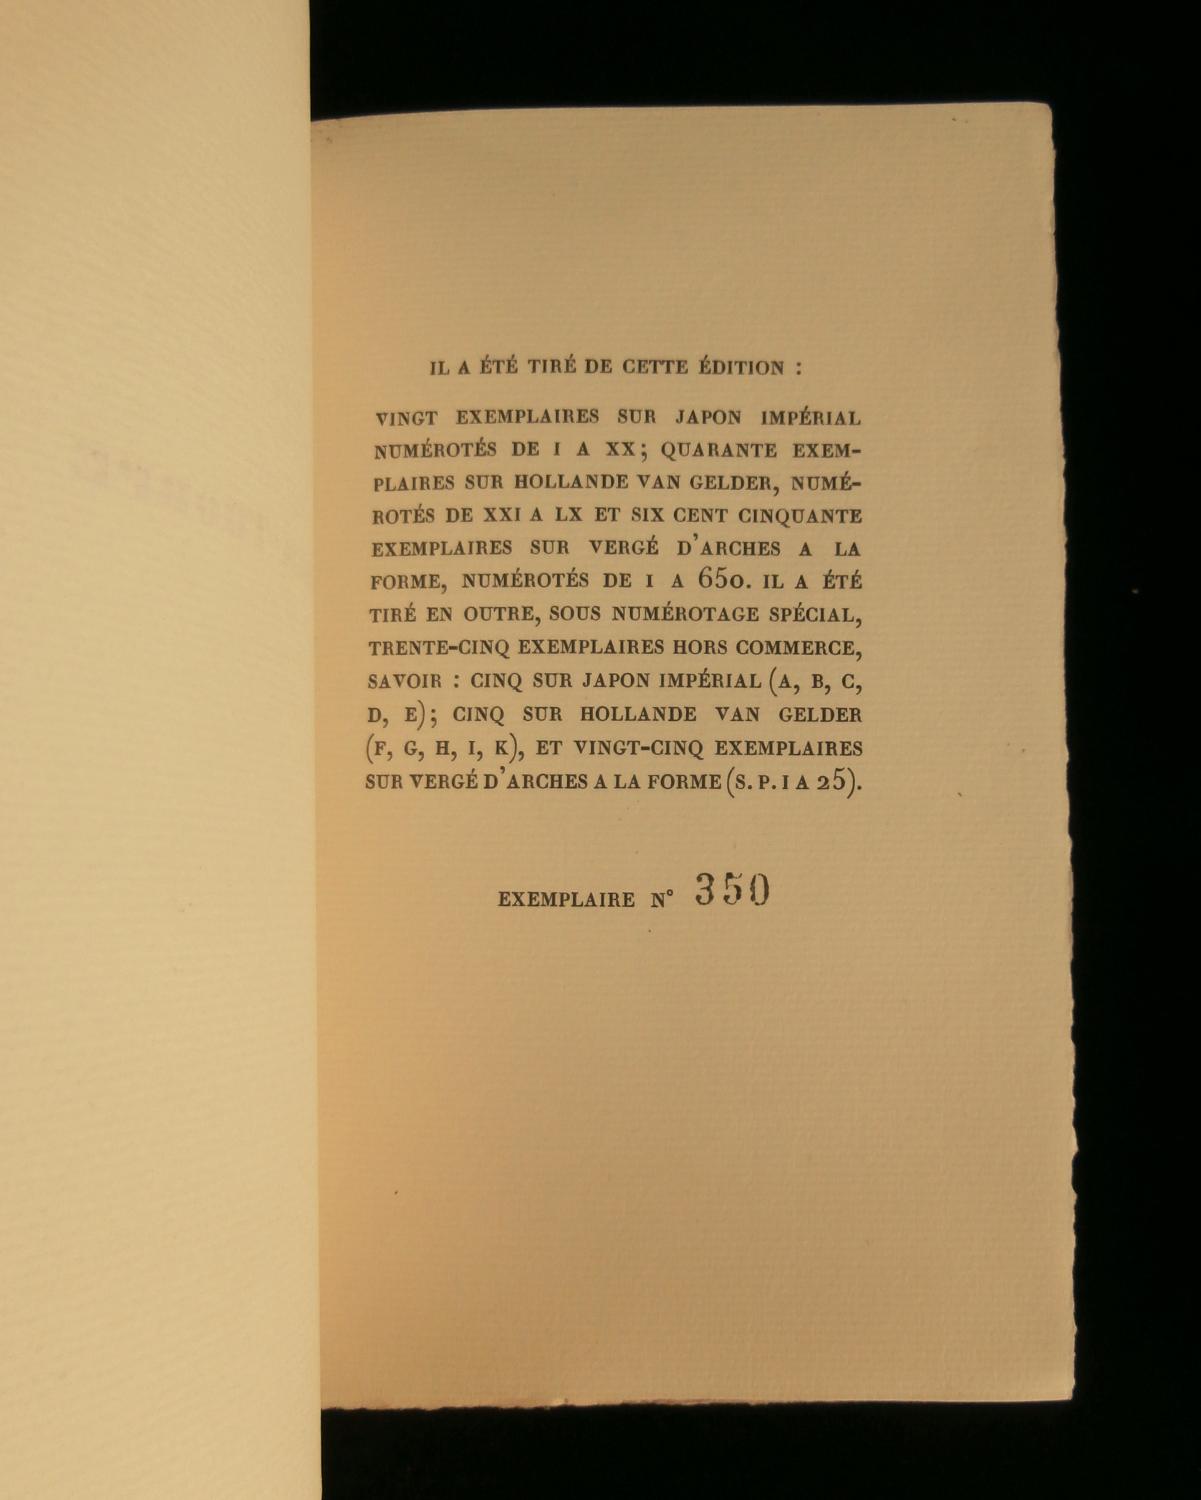 IL A ÉTÉ TIRÉ DE CETTE ÉDITION :
VINGT EXEMPLAIRES SUR JAPON IMPÉRIAL
NUMÉROTÉS DE I A XX; QUARANTE EXEM-
PLAIRES SUR HOLLANDE VAN GELDER, NUMÉ-
ROTÉS DE XXI A LX ET SIX CENT CINQUANTE
EXEMPLAIRES SUR VERGÉ D'ARCHES A LA
FORME, NUMÉROTÉS DE 1 A 650. IL A ÉTÉ
TIRÉ EN OUTRE, SOUS NUMÉROTAGE SPÉCIAL,
TRENTE-CINQ EXEMPLAIRES HORS COMMERCE,
SAVOIR : CINQ SUR JAPON IMPÉRIAL (A, B, C,
D, E); CINQ SUR HOLLANDE VAN GELDER
(F, G, H, I, K), ET VINGT-CINQ EXEMPLAIRES
SUR VERGÉ D'ARCHES A LA FORME (S. P. 1 A 25).
EXEMPLAIRE N° 350